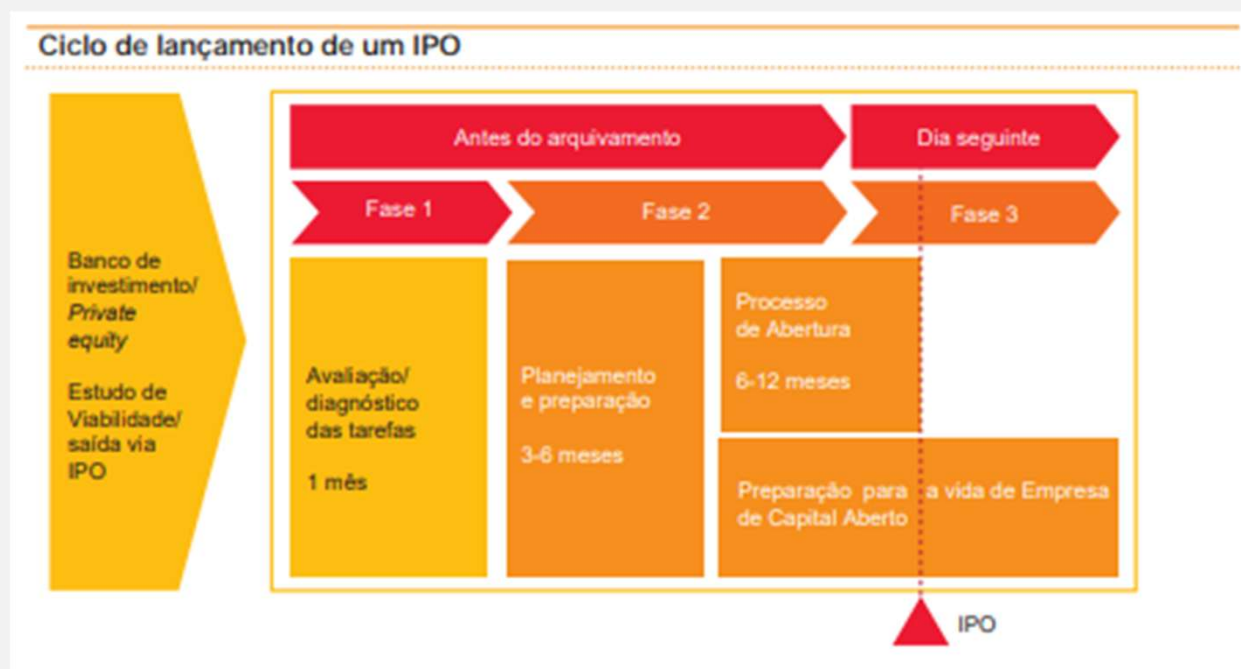 Ciclo de lançamento de um IPO
Banco de
investimento/
Private
equity
Estudo de
Viabilidade/
saída via
IPO
Antes do arquivamento
Dia seguinte
Fase 1
Fase 2
Fase 3
Avaliação/
diagnóstico
das tarefas
1 mês
Planejamento
e preparação
3-6 meses
Processo
de Abertura
6-12 meses
Preparação para a vida de Empresa
de Capital Aberto
IPO